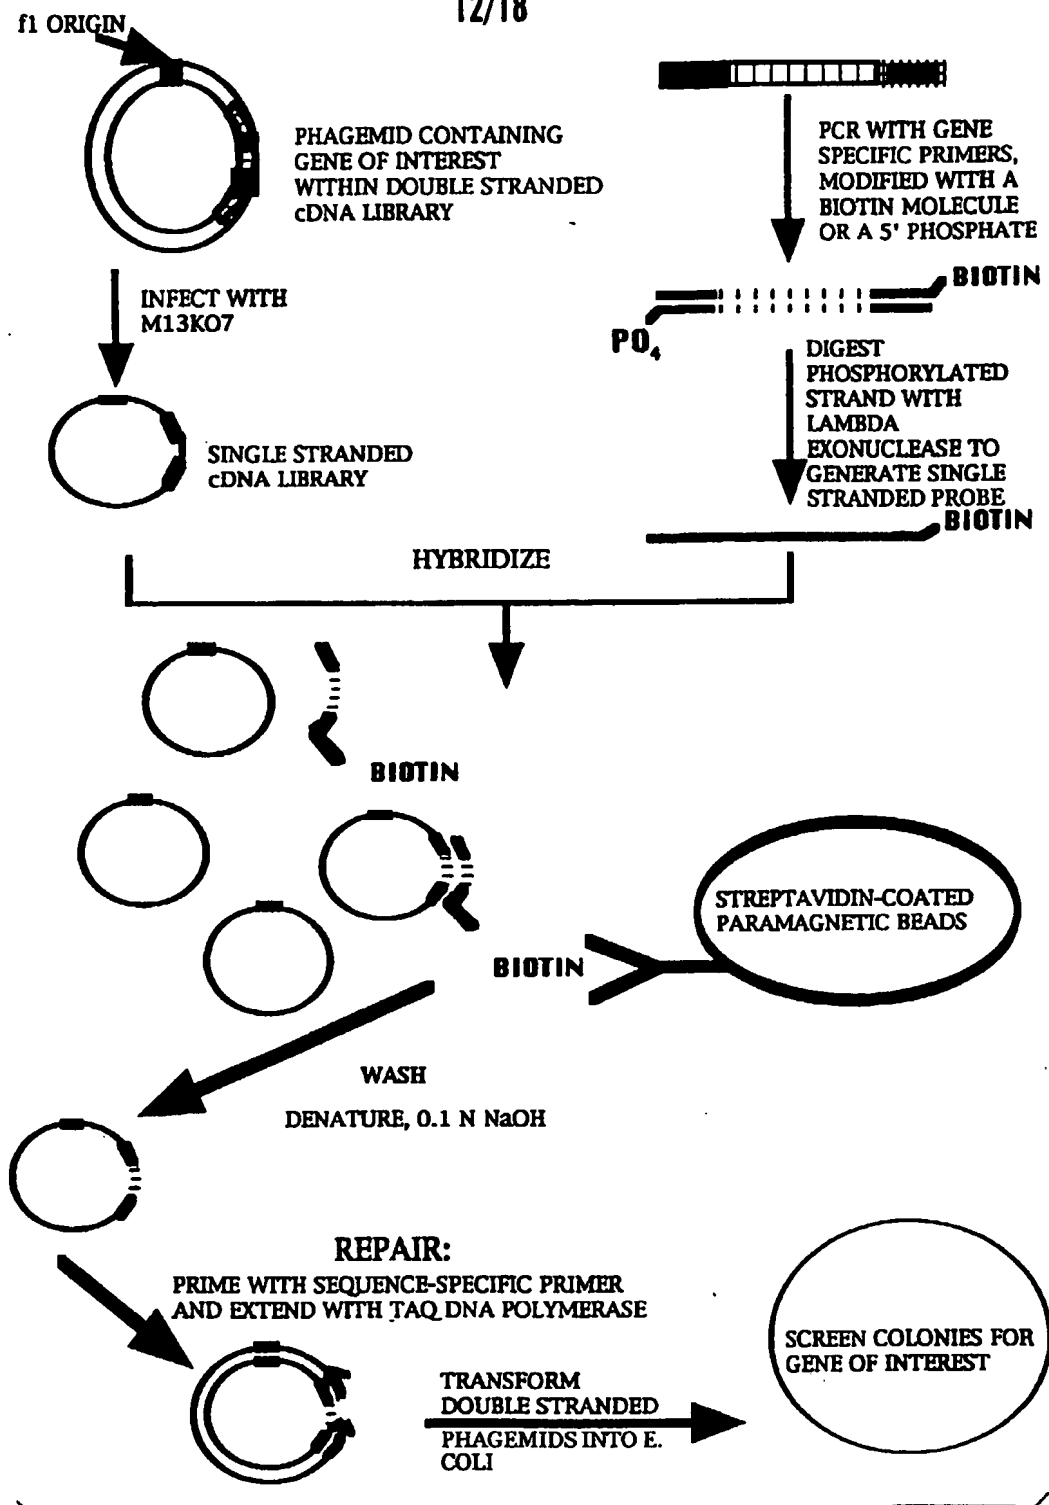 12/18
f1 ORIGIN
PHAGEMID CONTAINING
GENE OF INTEREST
WITHIN DOUBLE STRANDED
cDNA LIBRARY
INFECT WITH
M13KO7
SINGLE STRANDED
cDNA LIBRARY
PCR WITH GENE
SPECIFIC PRIMERS,
MODIFIED WITH A
BIOTIN MOLECULE
OR A 5' PHOSPHATE
BIOTIN
PO4
DIGEST
PHOSPHORYLATED
STRAND WITH
LAMBDA
EXONUCLEASE TO
GENERATE SINGLE
STRANDED PROBE
BIOTIN
HYBRIDIZE
BIOTIN
STREPTAVIDIN-COATED
PARAMAGNETIC BEADS
BIOTIN
WASH
DENATURE, 0.1 N NaOH
REPAIR:
PRIME WITH SEQUENCE-SPECIFIC PRIMER
AND EXTEND WITH TAQ DNA POLYMERASE
TRANSFORM
DOUBLE STRANDED
PHAGEMIDS INTO E.
COLI
SCREEN COLONIES FOR
GENE OF INTEREST